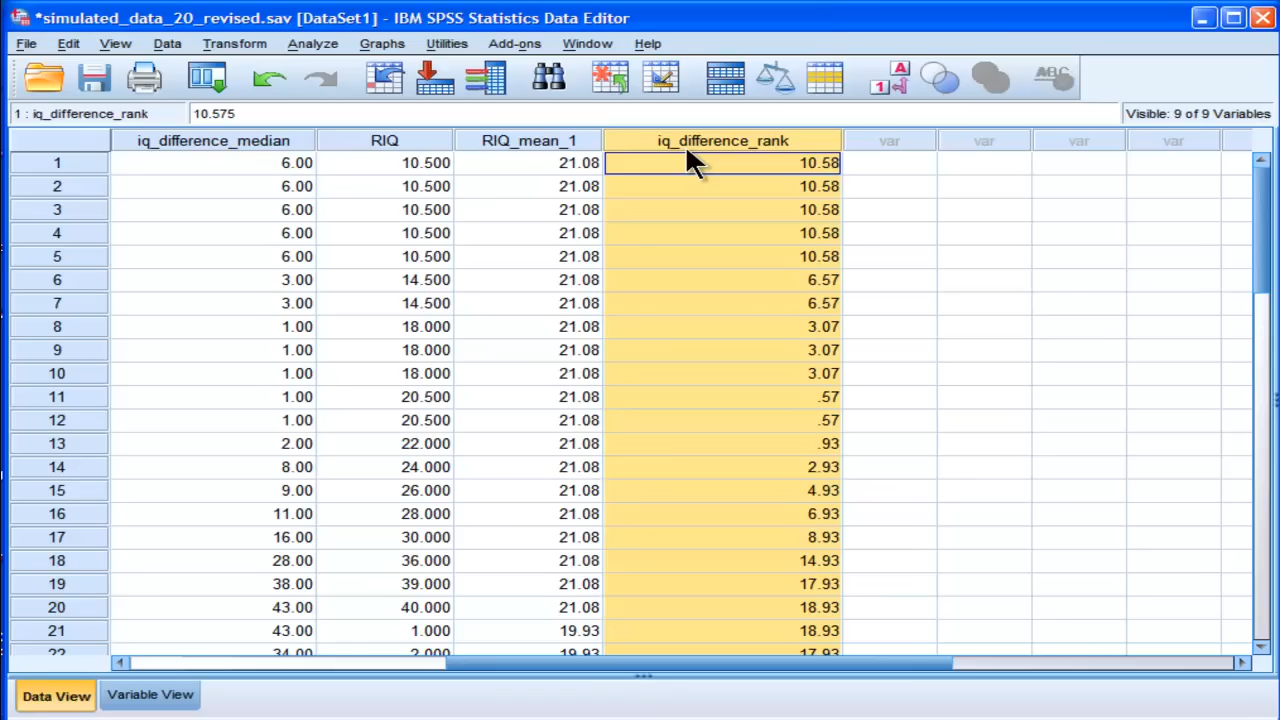 *simulated_data_20_revised.sav [DataSet1] - IBM SPSS Statistics Data Editor
File Edit View Data Transform Analyze Graphs Utilities Add-ons Window Help
A
1
ABC
1 : iq_difference_rank 10.575 Visible: 9 of 9 Variables
iq_difference_median RIQ RIQ_mean_1 iq_difference_rank var var var var
1 6.00 10.500 21.08 10.58
2 6.00 10.500 21.08 10.58
3 6.00 10.500 21.08 10.58
4 6.00 10.500 21.08 10.58
5 6.00 10.500 21.08 10.58
6 3.00 14.500 21.08 6.57
7 3.00 14.500 21.08 6.57
8 1.00 18.000 21.08 3.07
9 1.00 18.000 21.08 3.07
10 1.00 18.000 21.08 3.07
11 1.00 20.500 21.08 .57
12 1.00 20.500 21.08 .57
13 2.00 22.000 21.08 .93
14 8.00 24.000 21.08 2.93
15 9.00 26.000 21.08 4.93
16 11.00 28.000 21.08 6.93
17 16.00 30.000 21.08 8.93
18 28.00 36.000 21.08 14.93
19 38.00 39.000 21.08 17.93
20 43.00 40.000 21.08 18.93
21 43.00 1.000 19.93 18.93
22 34.00 2.000 19.93 17.93
Data View Variable View